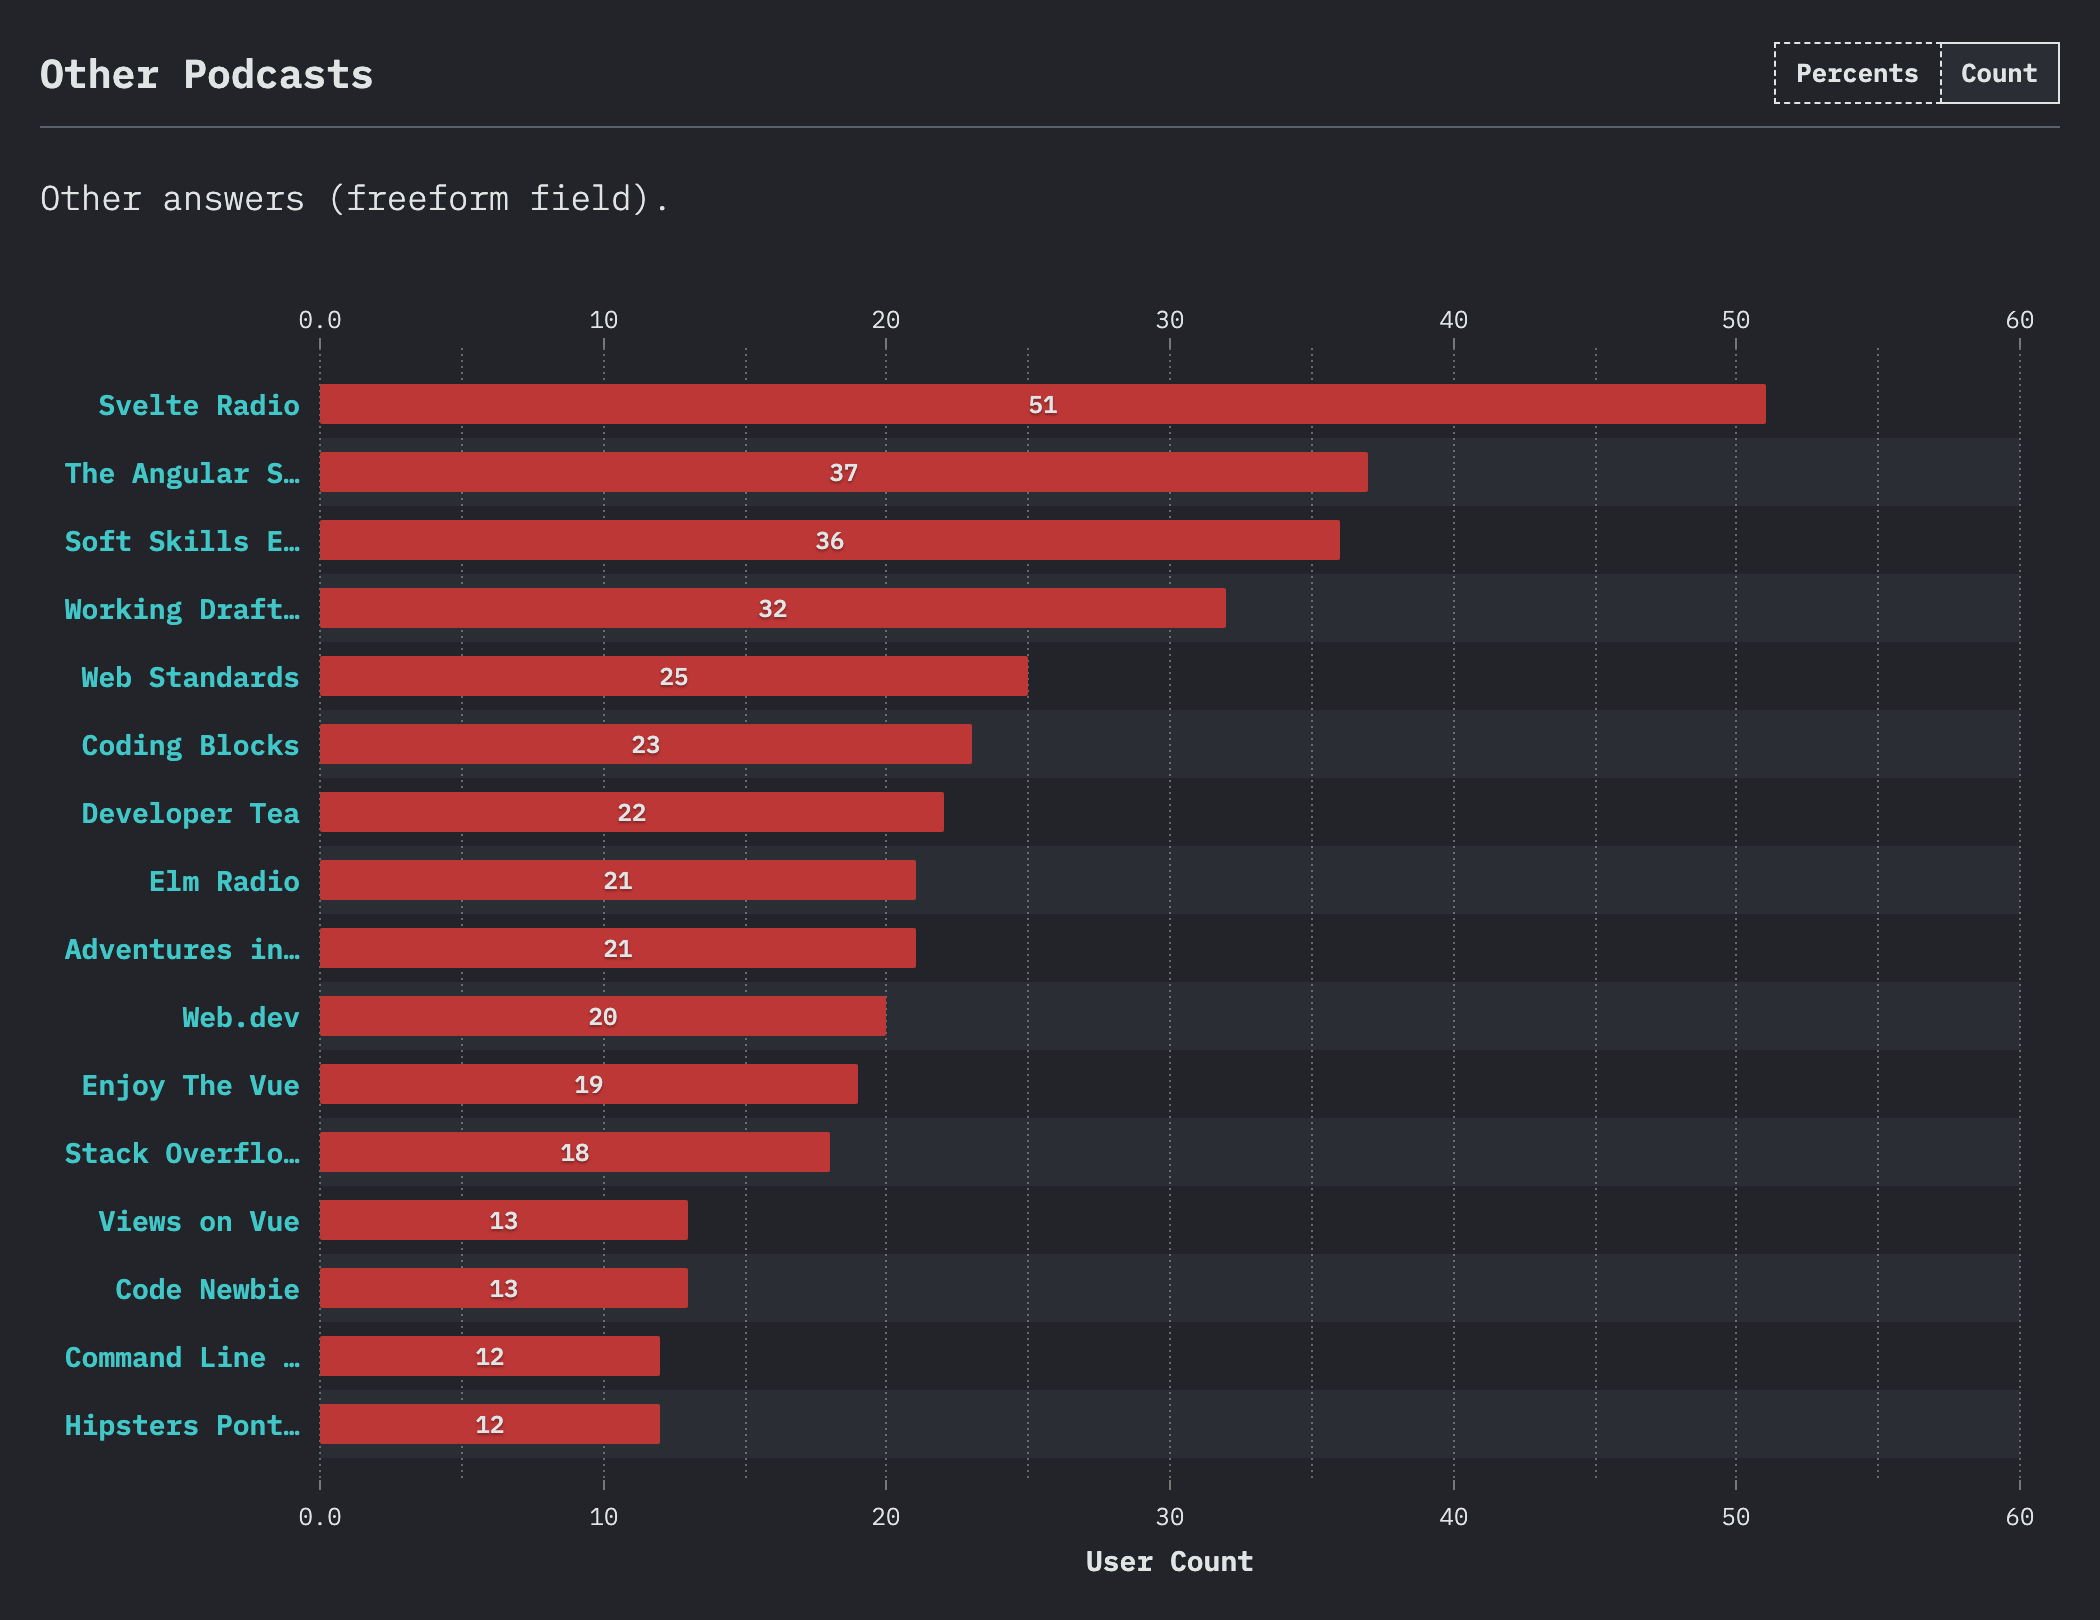 Other Podcasts
Percents Count
Other answers (freeform field).
0.0 10 20 30 40 50 60
Svelte Radio 51
The Angular S… 37
Soft Skills E… 36
Working Draft… 32
Web Standards 25
Coding Blocks 23
Developer Tea 22
Elm Radio 21
Adventures in… 21
Web.dev 20
Enjoy The Vue 19
Stack Overflo… 18
Views on Vue 13
Code Newbie 13
Command Line … 12
Hipsters Pont… 12
0.0 10 20 30 40 50 60
User Count